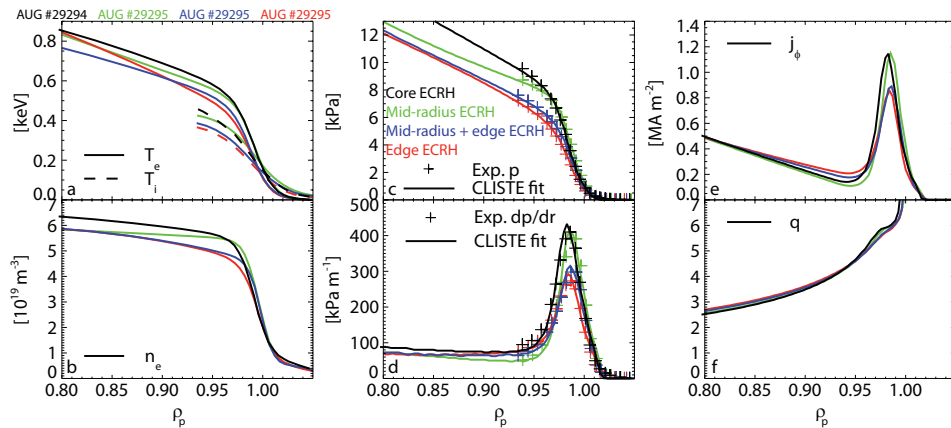 AUG #29294 AUG #29295 AUG #29295 AUG #29295
0.8
0.6
0.4
0.2
0.0
[keV]
T_e
T_i
a
6
5
4
3
2
1
0
[10^19 m^-3]
n_e
b
0.80 0.85 0.90 0.95 1.00
ρ_p
12
10
8
6
4
2
0
[kPa]
Core ECRH
Mid-radius ECRH
Mid-radius + edge ECRH
Edge ECRH
Exp. p
CLISTE fit
c
500
400
300
200
100
0
[kPa m^-1]
Exp. dp/dr
CLISTE fit
d
0.80 0.85 0.90 0.95 1.00
ρ_p
1.4
1.2
1.0
0.8
0.6
0.4
0.2
0.0
[MA m^-2]
j_ϕ
e
6
5
4
3
2
1
0
q
f
0.80 0.85 0.90 0.95 1.00
ρ_p